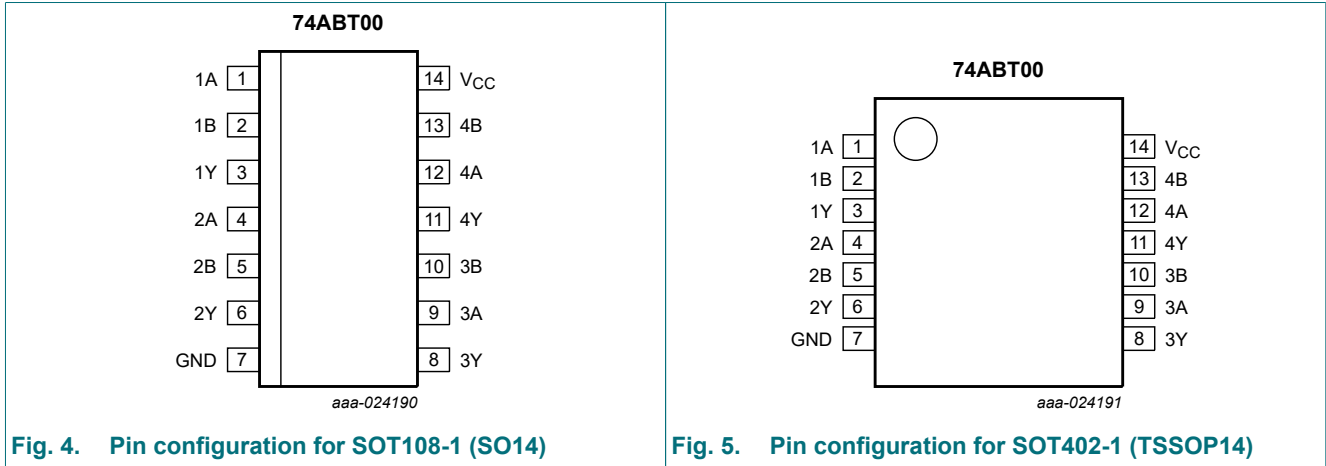 74ABT00
1A 1 14 VCC
1B 2 13 4B
1Y 3 12 4A
2A 4 11 4Y
2B 5 10 3B
2Y 6 9 3A
GND 7 8 3Y
aaa-024190
Fig. 4. Pin configuration for SOT108-1 (SO14)
74ABT00
1A 1 14 VCC
1B 2 13 4B
1Y 3 12 4A
2A 4 11 4Y
2B 5 10 3B
2Y 6 9 3A
GND 7 8 3Y
aaa-024191
Fig. 5. Pin configuration for SOT402-1 (TSSOP14)